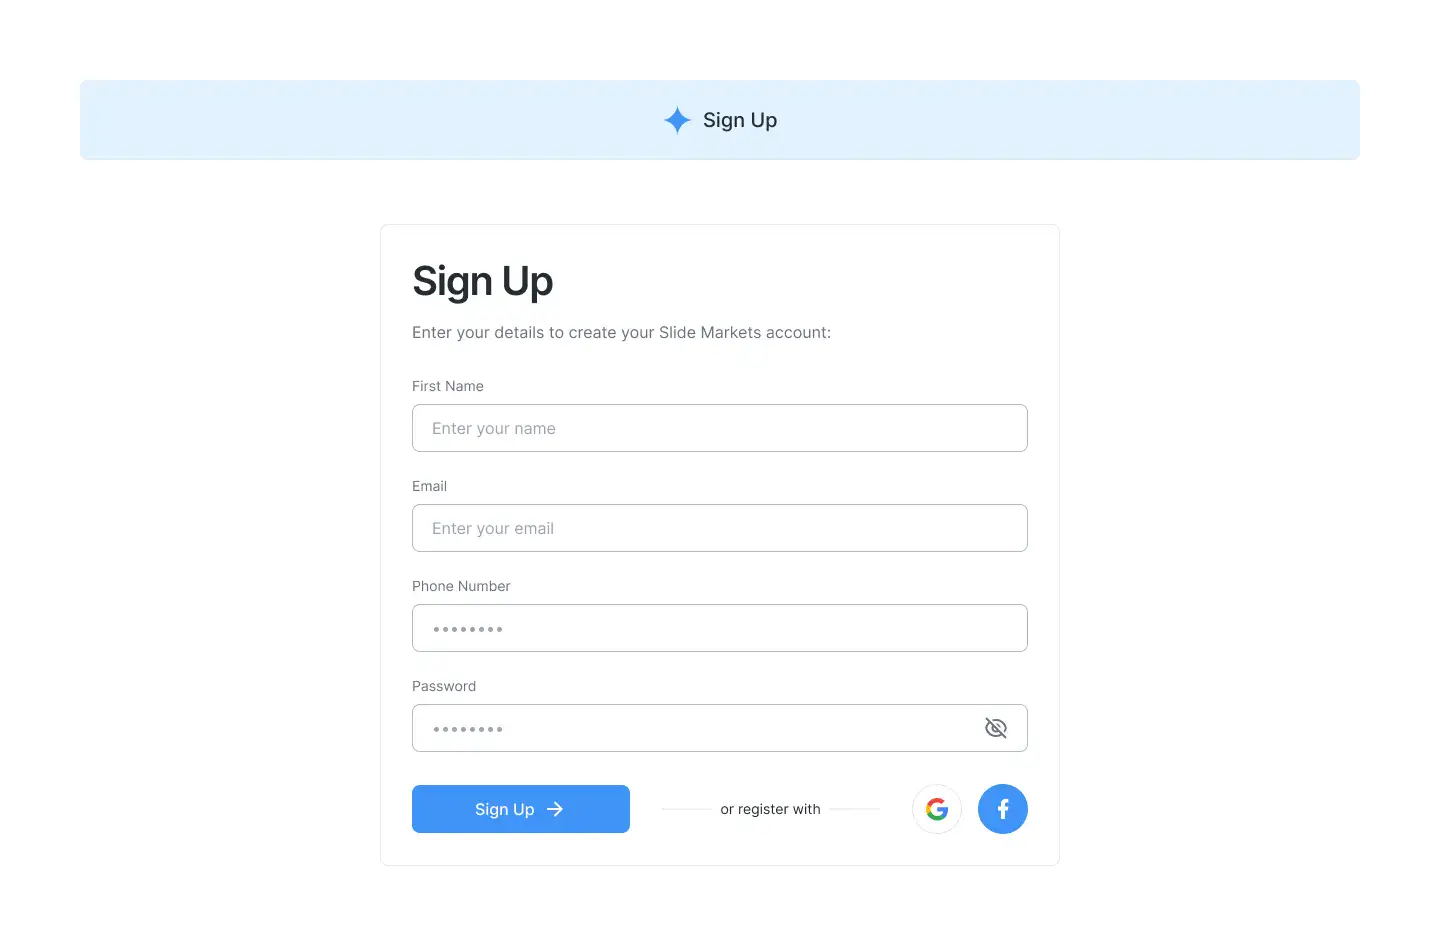 Sign Up
Sign Up
Enter your details to create your Slide Markets account:
First Name
Enter your name
Email
Enter your email
Phone Number
••••••••
Password
••••••••
Sign Up → or register with